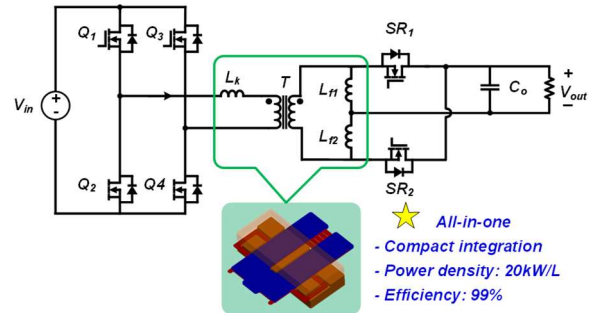 Q1
Q3
SR1
Lk
T
Lf1
Vin
Co
+
Vout
−
Lf2
Q2
Q4
SR2
All-in-one
- Compact integration
- Power density: 20kW/L
- Efficiency: 99%